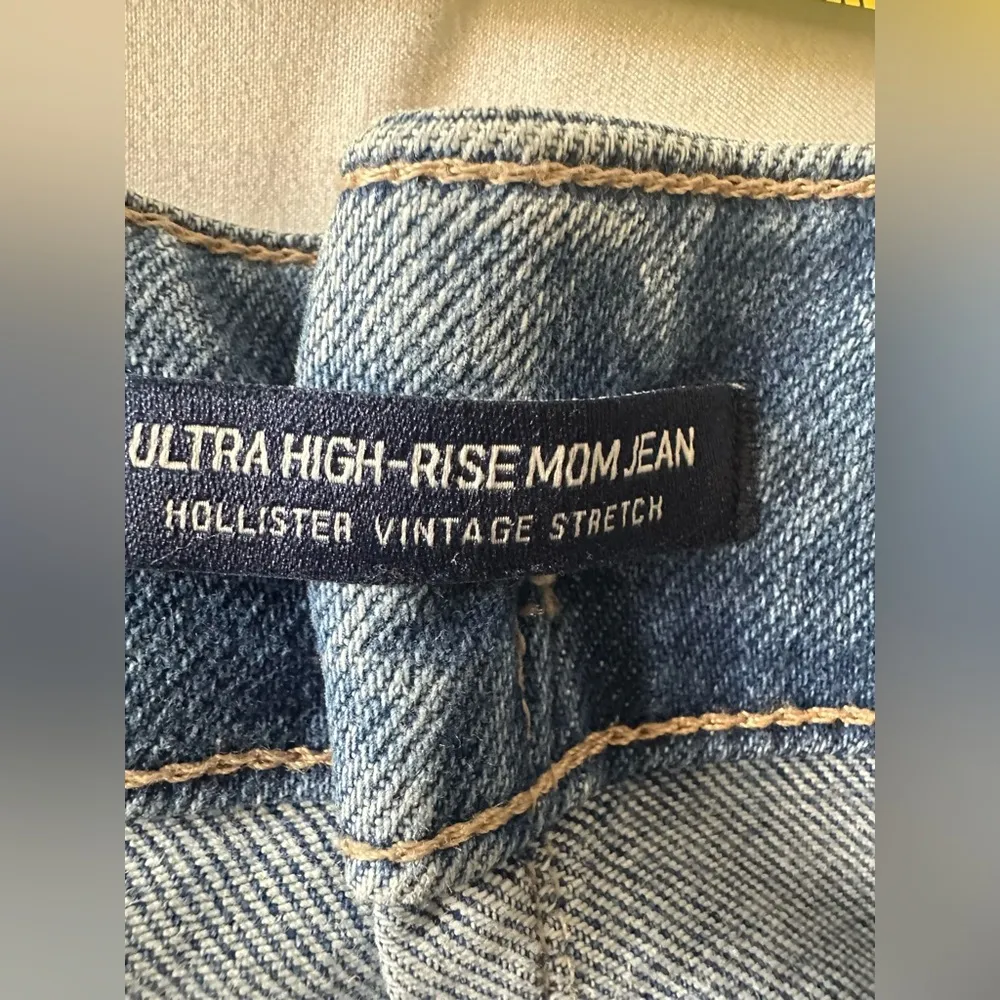 ULTRA HIGH-RISE MOM JEAN
HOLLISTER VINTAGE STRETCH